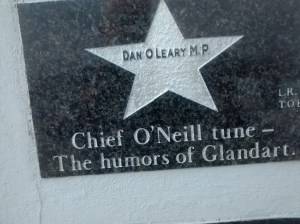 DAN O'LEARY M.P.
L.R.
Chief O'Neill tune –
The humors of Glandart.